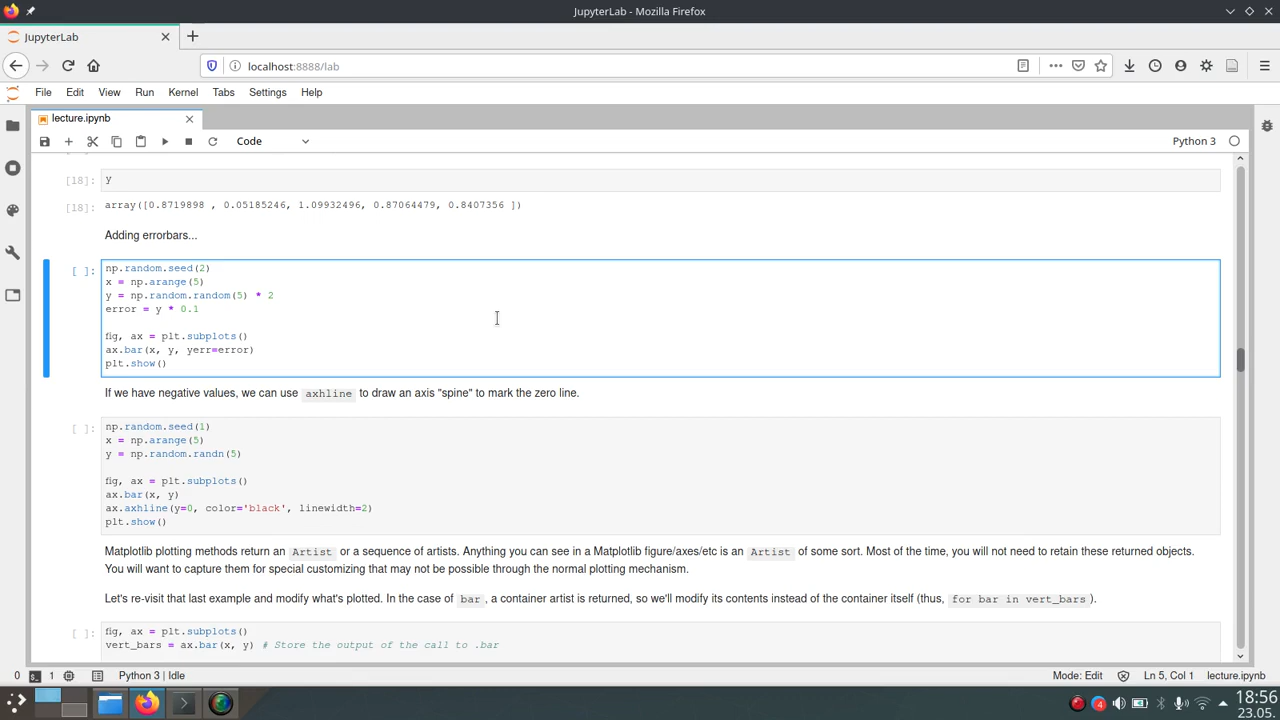 JupyterLab - Mozilla Firefox
JupyterLab
localhost:8888/lab
File Edit View Run Kernel Tabs Settings Help
lecture.ipynb
Code
Python 3
[18]: y
[18]: array([0.8719898 , 0.05185246, 1.09932496, 0.87064479, 0.8407356 ])
Adding errorbars...
[ ]: np.random.seed(2)
x = np.arange(5)
y = np.random.random(5) * 2
error = y * 0.1
fig, ax = plt.subplots()
ax.bar(x, y, yerr=error)
plt.show()
If we have negative values, we can use axhline to draw an axis "spine" to mark the zero line.
[ ]: np.random.seed(1)
x = np.arange(5)
y = np.random.randn(5)
fig, ax = plt.subplots()
ax.bar(x, y)
ax.axhline(y=0, color='black', linewidth=2)
plt.show()
Matplotlib plotting methods return an Artist or a sequence of artists. Anything you can see in a Matplotlib figure/axes/etc is an Artist of some sort. Most of the time, you will not need to retain these returned objects.
You will want to capture them for special customizing that may not be possible through the normal plotting mechanism.
Let's re-visit that last example and modify what's plotted. In the case of bar, a container artist is returned, so we'll modify its contents instead of the container itself (thus, for bar in vert_bars).
[ ]: fig, ax = plt.subplots()
vert_bars = ax.bar(x, y) # Store the output of the call to .bar
0 1 Python 3 | Idle Mode: Edit Ln 5, Col 1 lecture.ipynb
4
18:56
23.05.